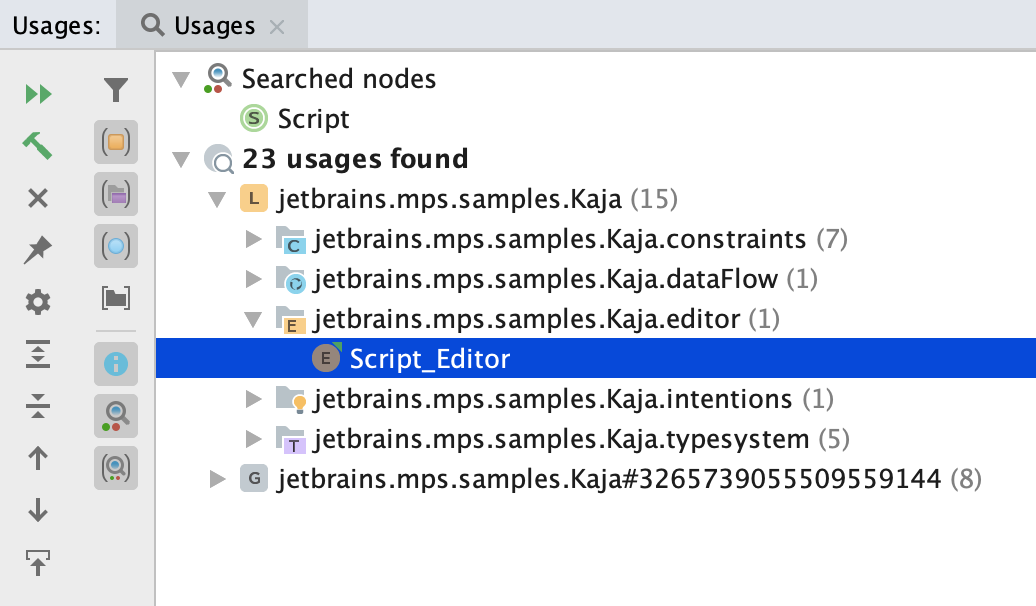 Usages: Usages
Searched nodes
S Script
23 usages found
L jetbrains.mps.samples.Kaja (15)
C jetbrains.mps.samples.Kaja.constraints (7)
jetbrains.mps.samples.Kaja.dataFlow (1)
E jetbrains.mps.samples.Kaja.editor (1)
E Script_Editor
jetbrains.mps.samples.Kaja.intentions (1)
T jetbrains.mps.samples.Kaja.typesystem (5)
G jetbrains.mps.samples.Kaja#3265739055509559144 (8)